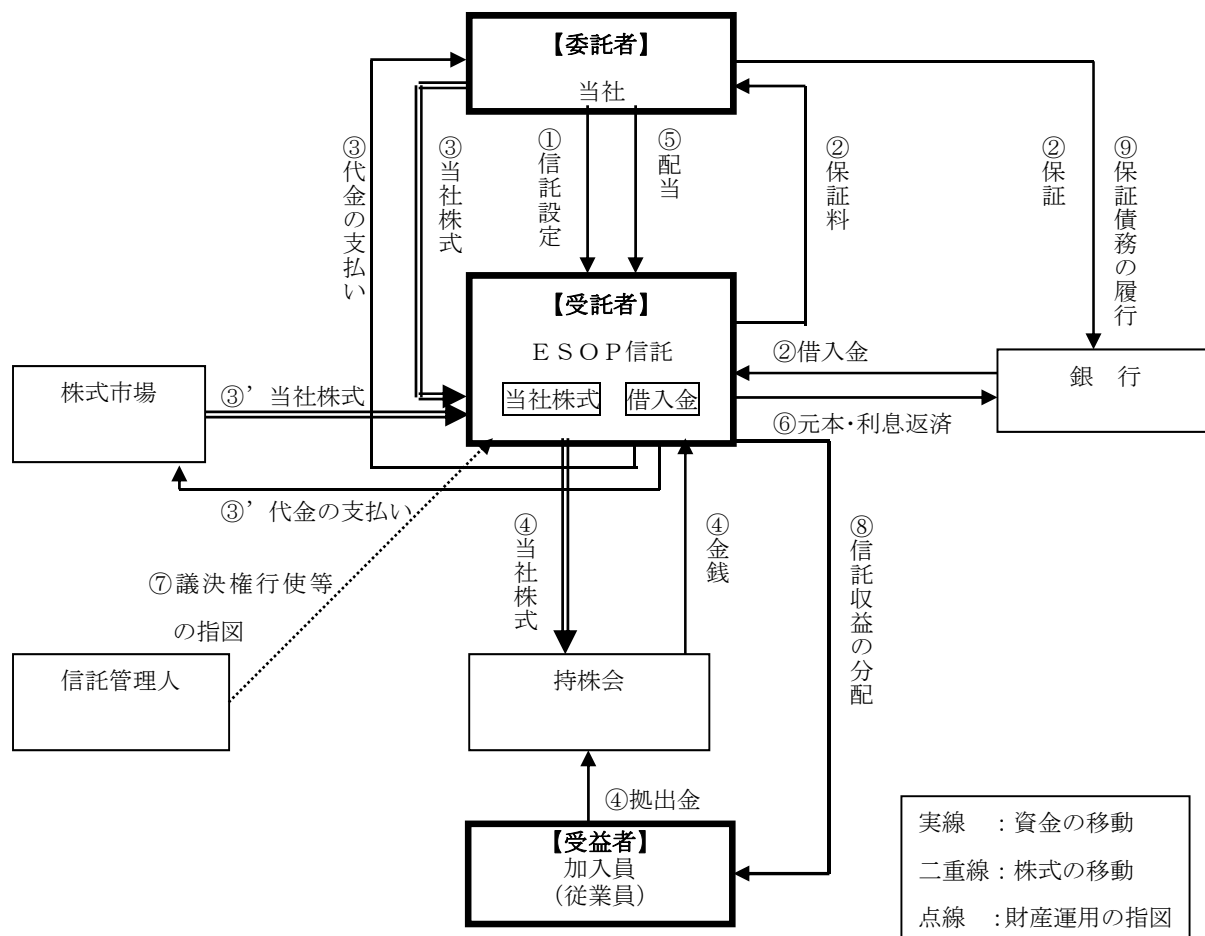 【委託者】
当社
③代金の支払い
③当社株式
①信託設定
⑤配当
②保証料
②保証
⑨保証債務の履行
【受託者】
ＥＳＯＰ信託
当社株式
借入金
②借入金
銀　行
株式市場
③’当社株式
⑥元本・利息返済
③’代金の支払い
④当社株式
④金銭
⑧信託収益の分配
⑦議決権行使等
の指図
信託管理人
持株会
④拠出金
【受益者】
加入員
（従業員）
実線　：資金の移動
二重線：株式の移動
点線　：財産運用の指図